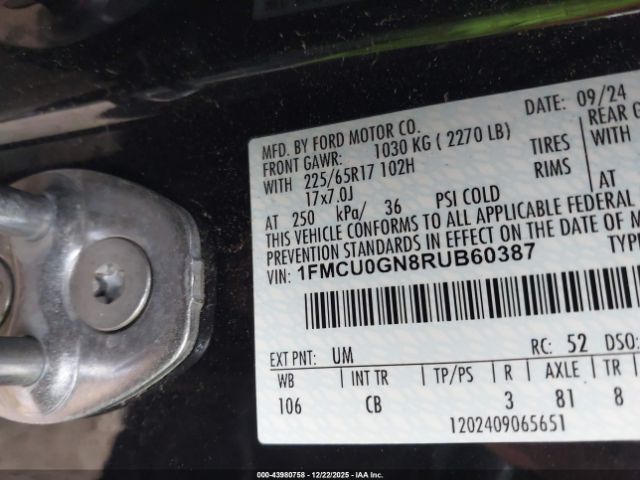 DATE: 09/24
MFD. BY FORD MOTOR CO.
FRONT GAWR: 1030 KG ( 2270 LB) REAR G
WITH 225/65R17 102H TIRES WITH
17x7.0J RIMS
AT 250 kPa/ 36 PSI COLD AT
THIS VEHICLE CONFORMS TO ALL APPLICABLE FEDERAL
PREVENTION STANDARDS IN EFFECT ON THE DATE OF M
VIN: 1FMCU0GN8RUB60387 TYP
EXT PNT: UM RC: 52 DSO:
WB INT TR TP/PS R AXLE TR
106 CB 3 81 8
1202409065651
000-43980758 - 12/22/2025 - IAA Inc.